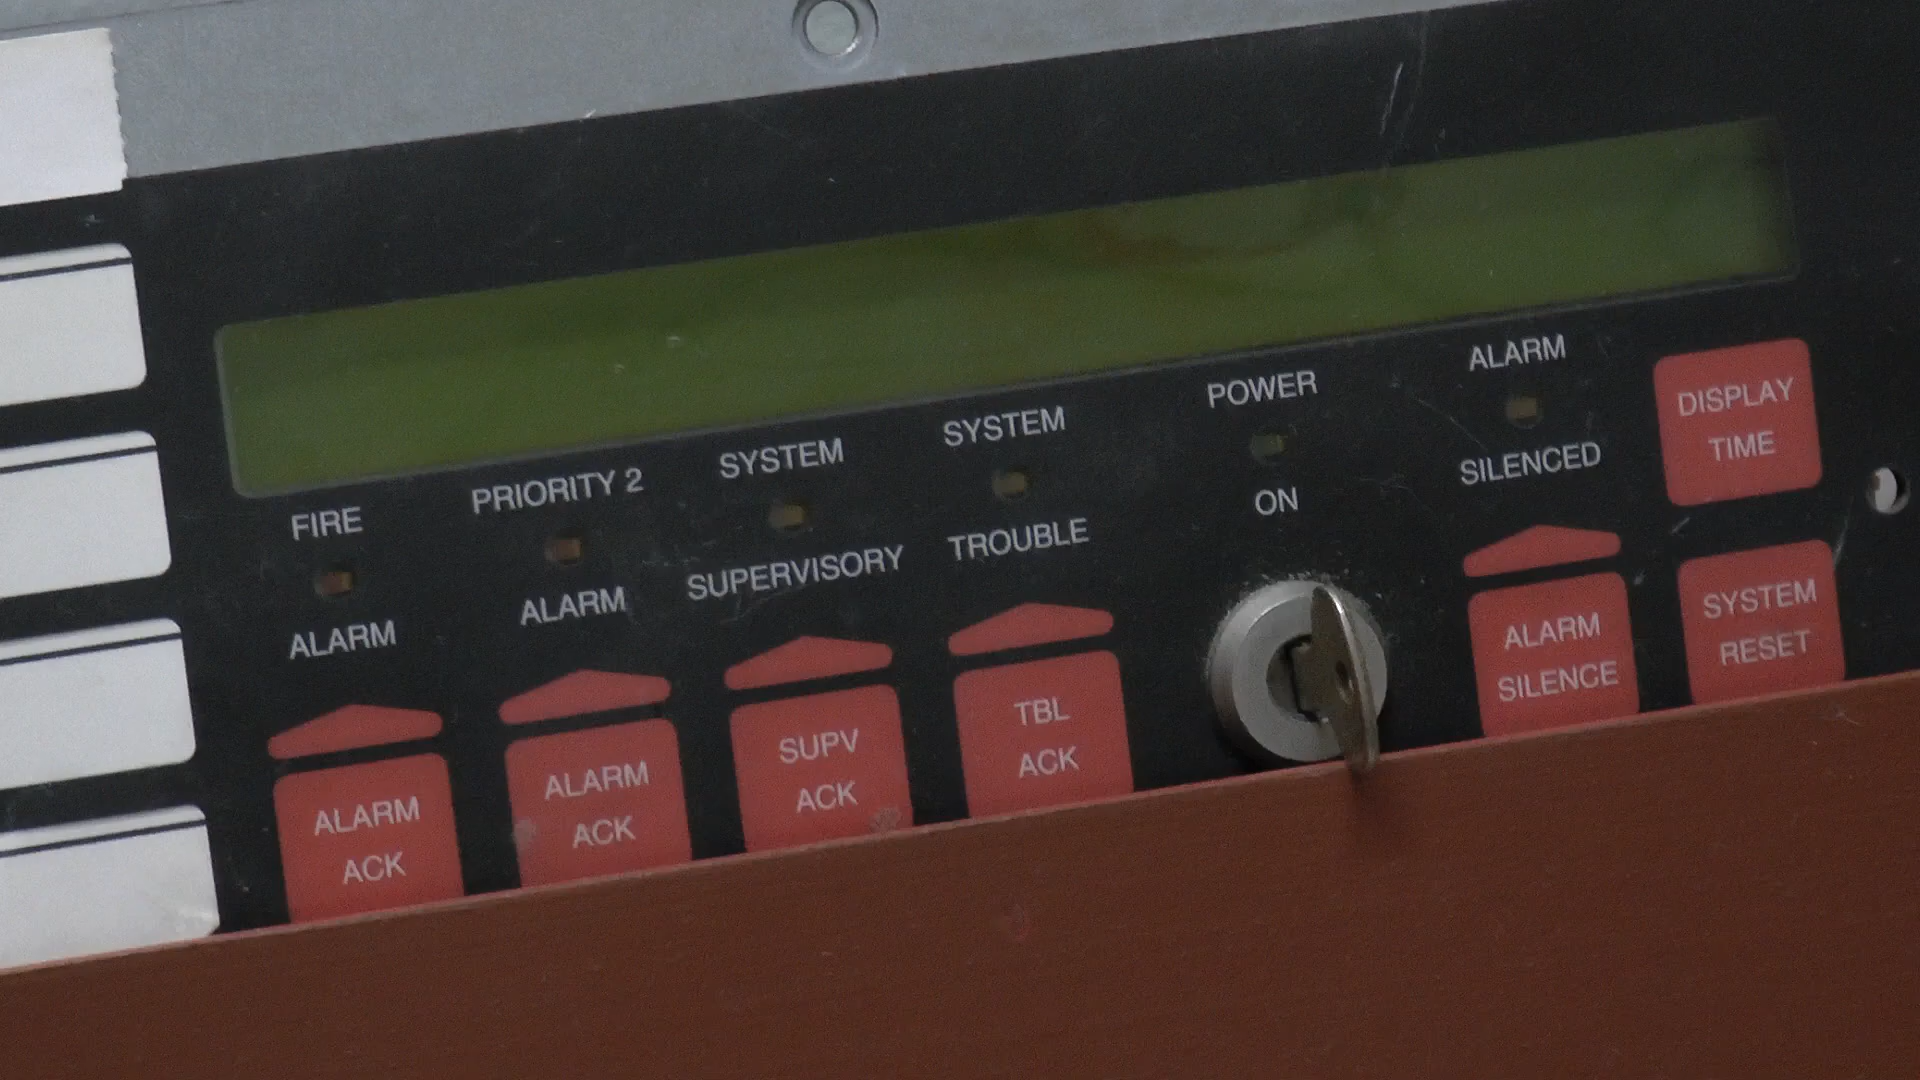 FIRE
ALARM
PRIORITY 2
ALARM
SYSTEM
SUPERVISORY
SYSTEM
TROUBLE
POWER
ON
ALARM
SILENCED
DISPLAY
TIME
ALARM
ACK
ALARM
ACK
SUPV
ACK
TBL
ACK
ALARM
SILENCE
SYSTEM
RESET